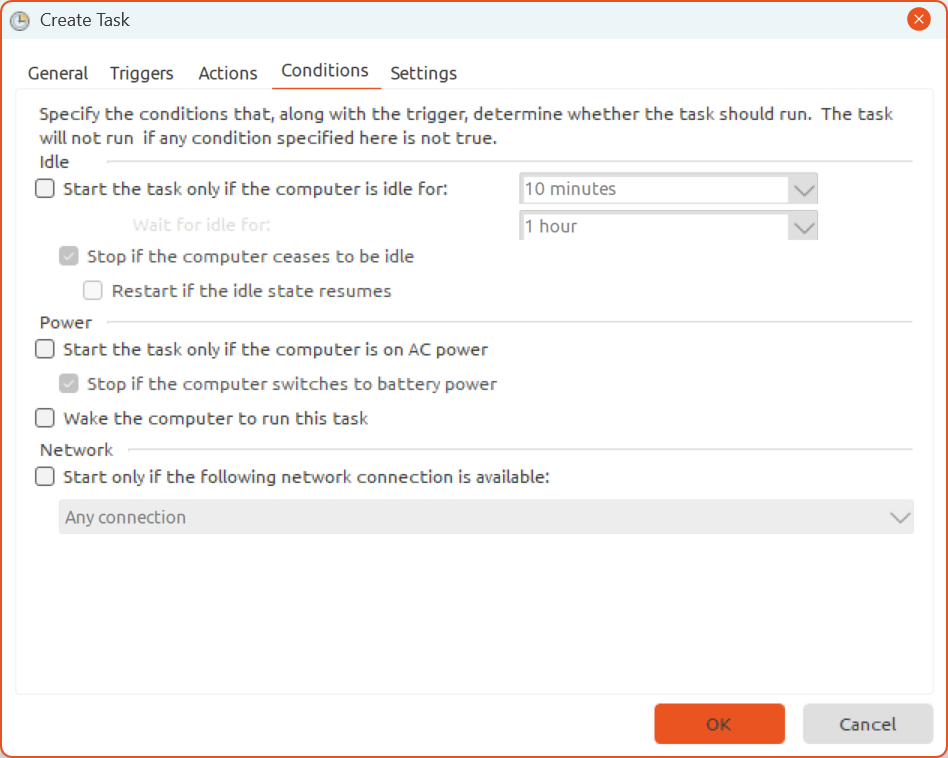 Create Task
General Triggers Actions Conditions Settings
Specify the conditions that, along with the trigger, determine whether the task should run.  The task
will not run  if any condition specified here is not true.
Idle
Start the task only if the computer is idle for: 10 minutes
Wait for idle for: 1 hour
Stop if the computer ceases to be idle
Restart if the idle state resumes
Power
Start the task only if the computer is on AC power
Stop if the computer switches to battery power
Wake the computer to run this task
Network
Start only if the following network connection is available:
Any connection
OK Cancel